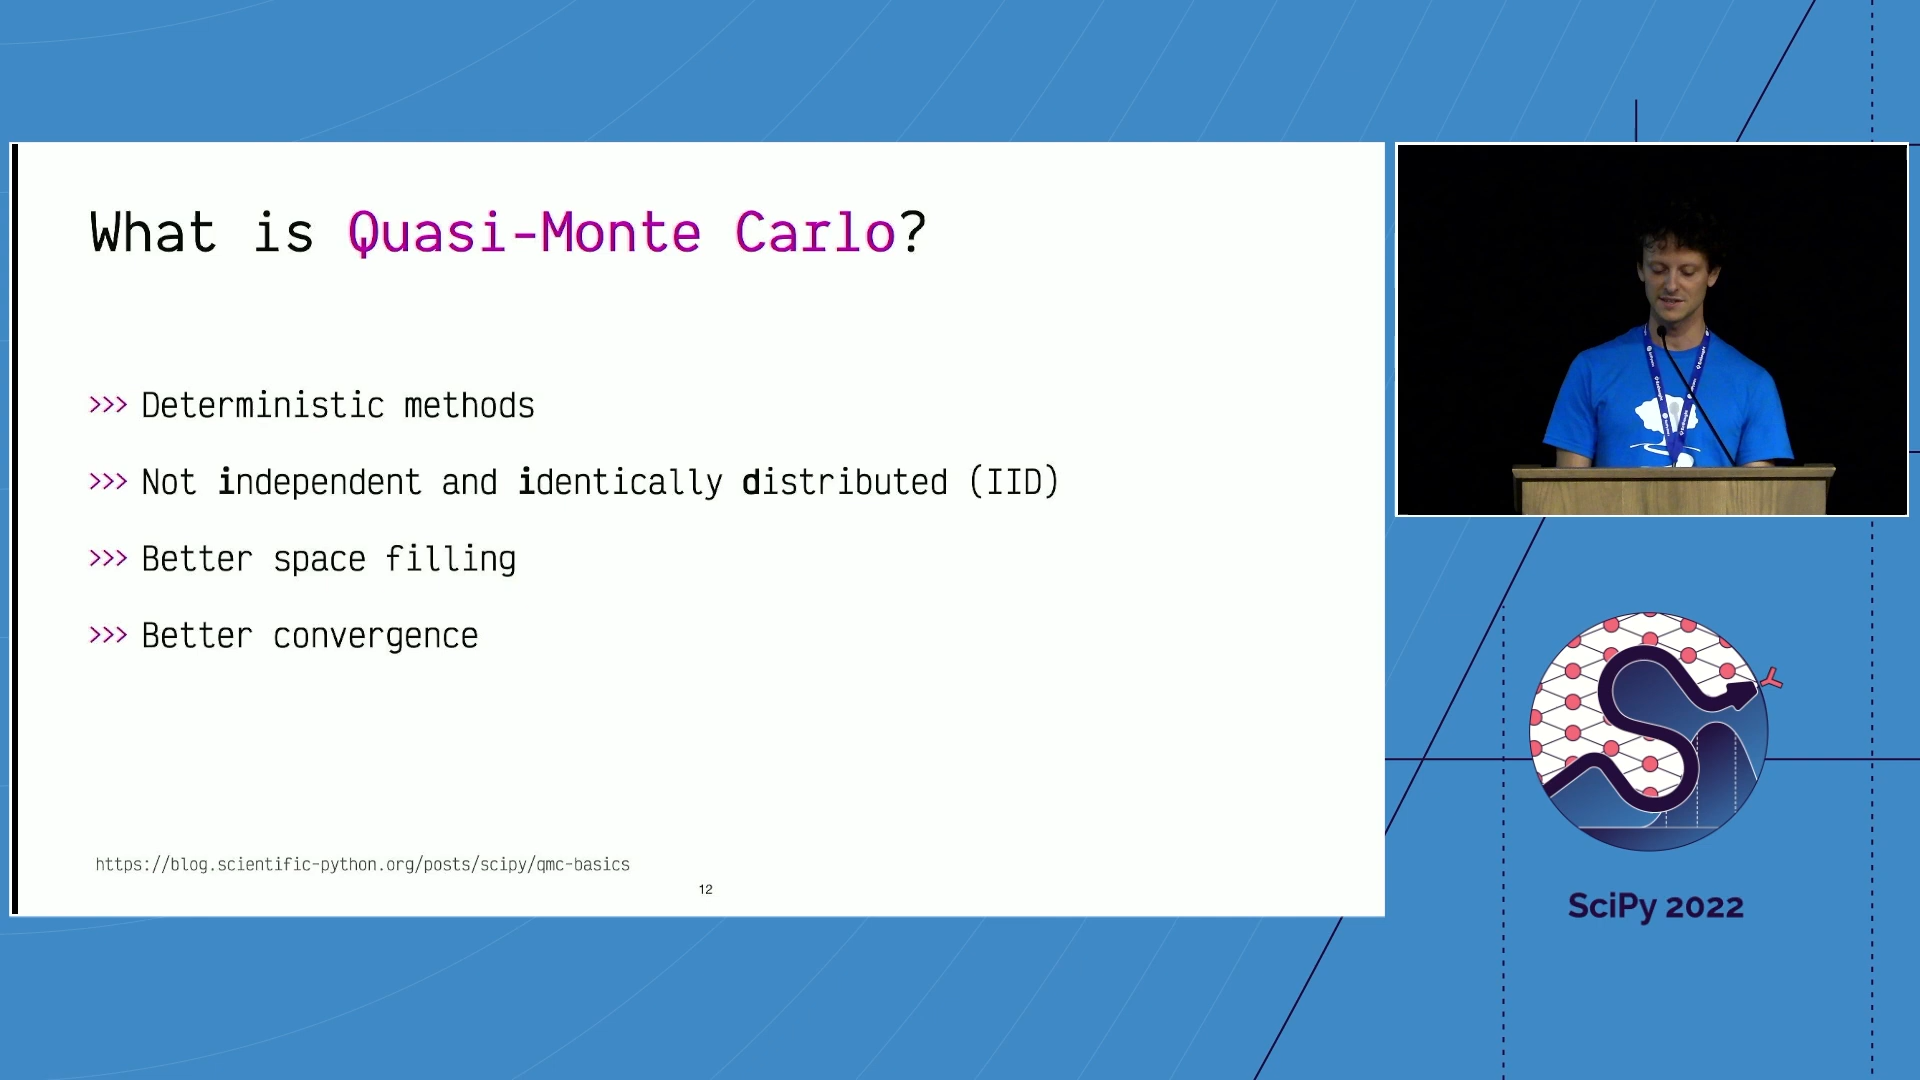 What is Quasi-Monte Carlo?
>>> Deterministic methods
>>> Not independent and identically distributed (IID)
>>> Better space filling
>>> Better convergence
https://blog.scientific-python.org/posts/scipy/qmc-basics
12
SciPy 2022